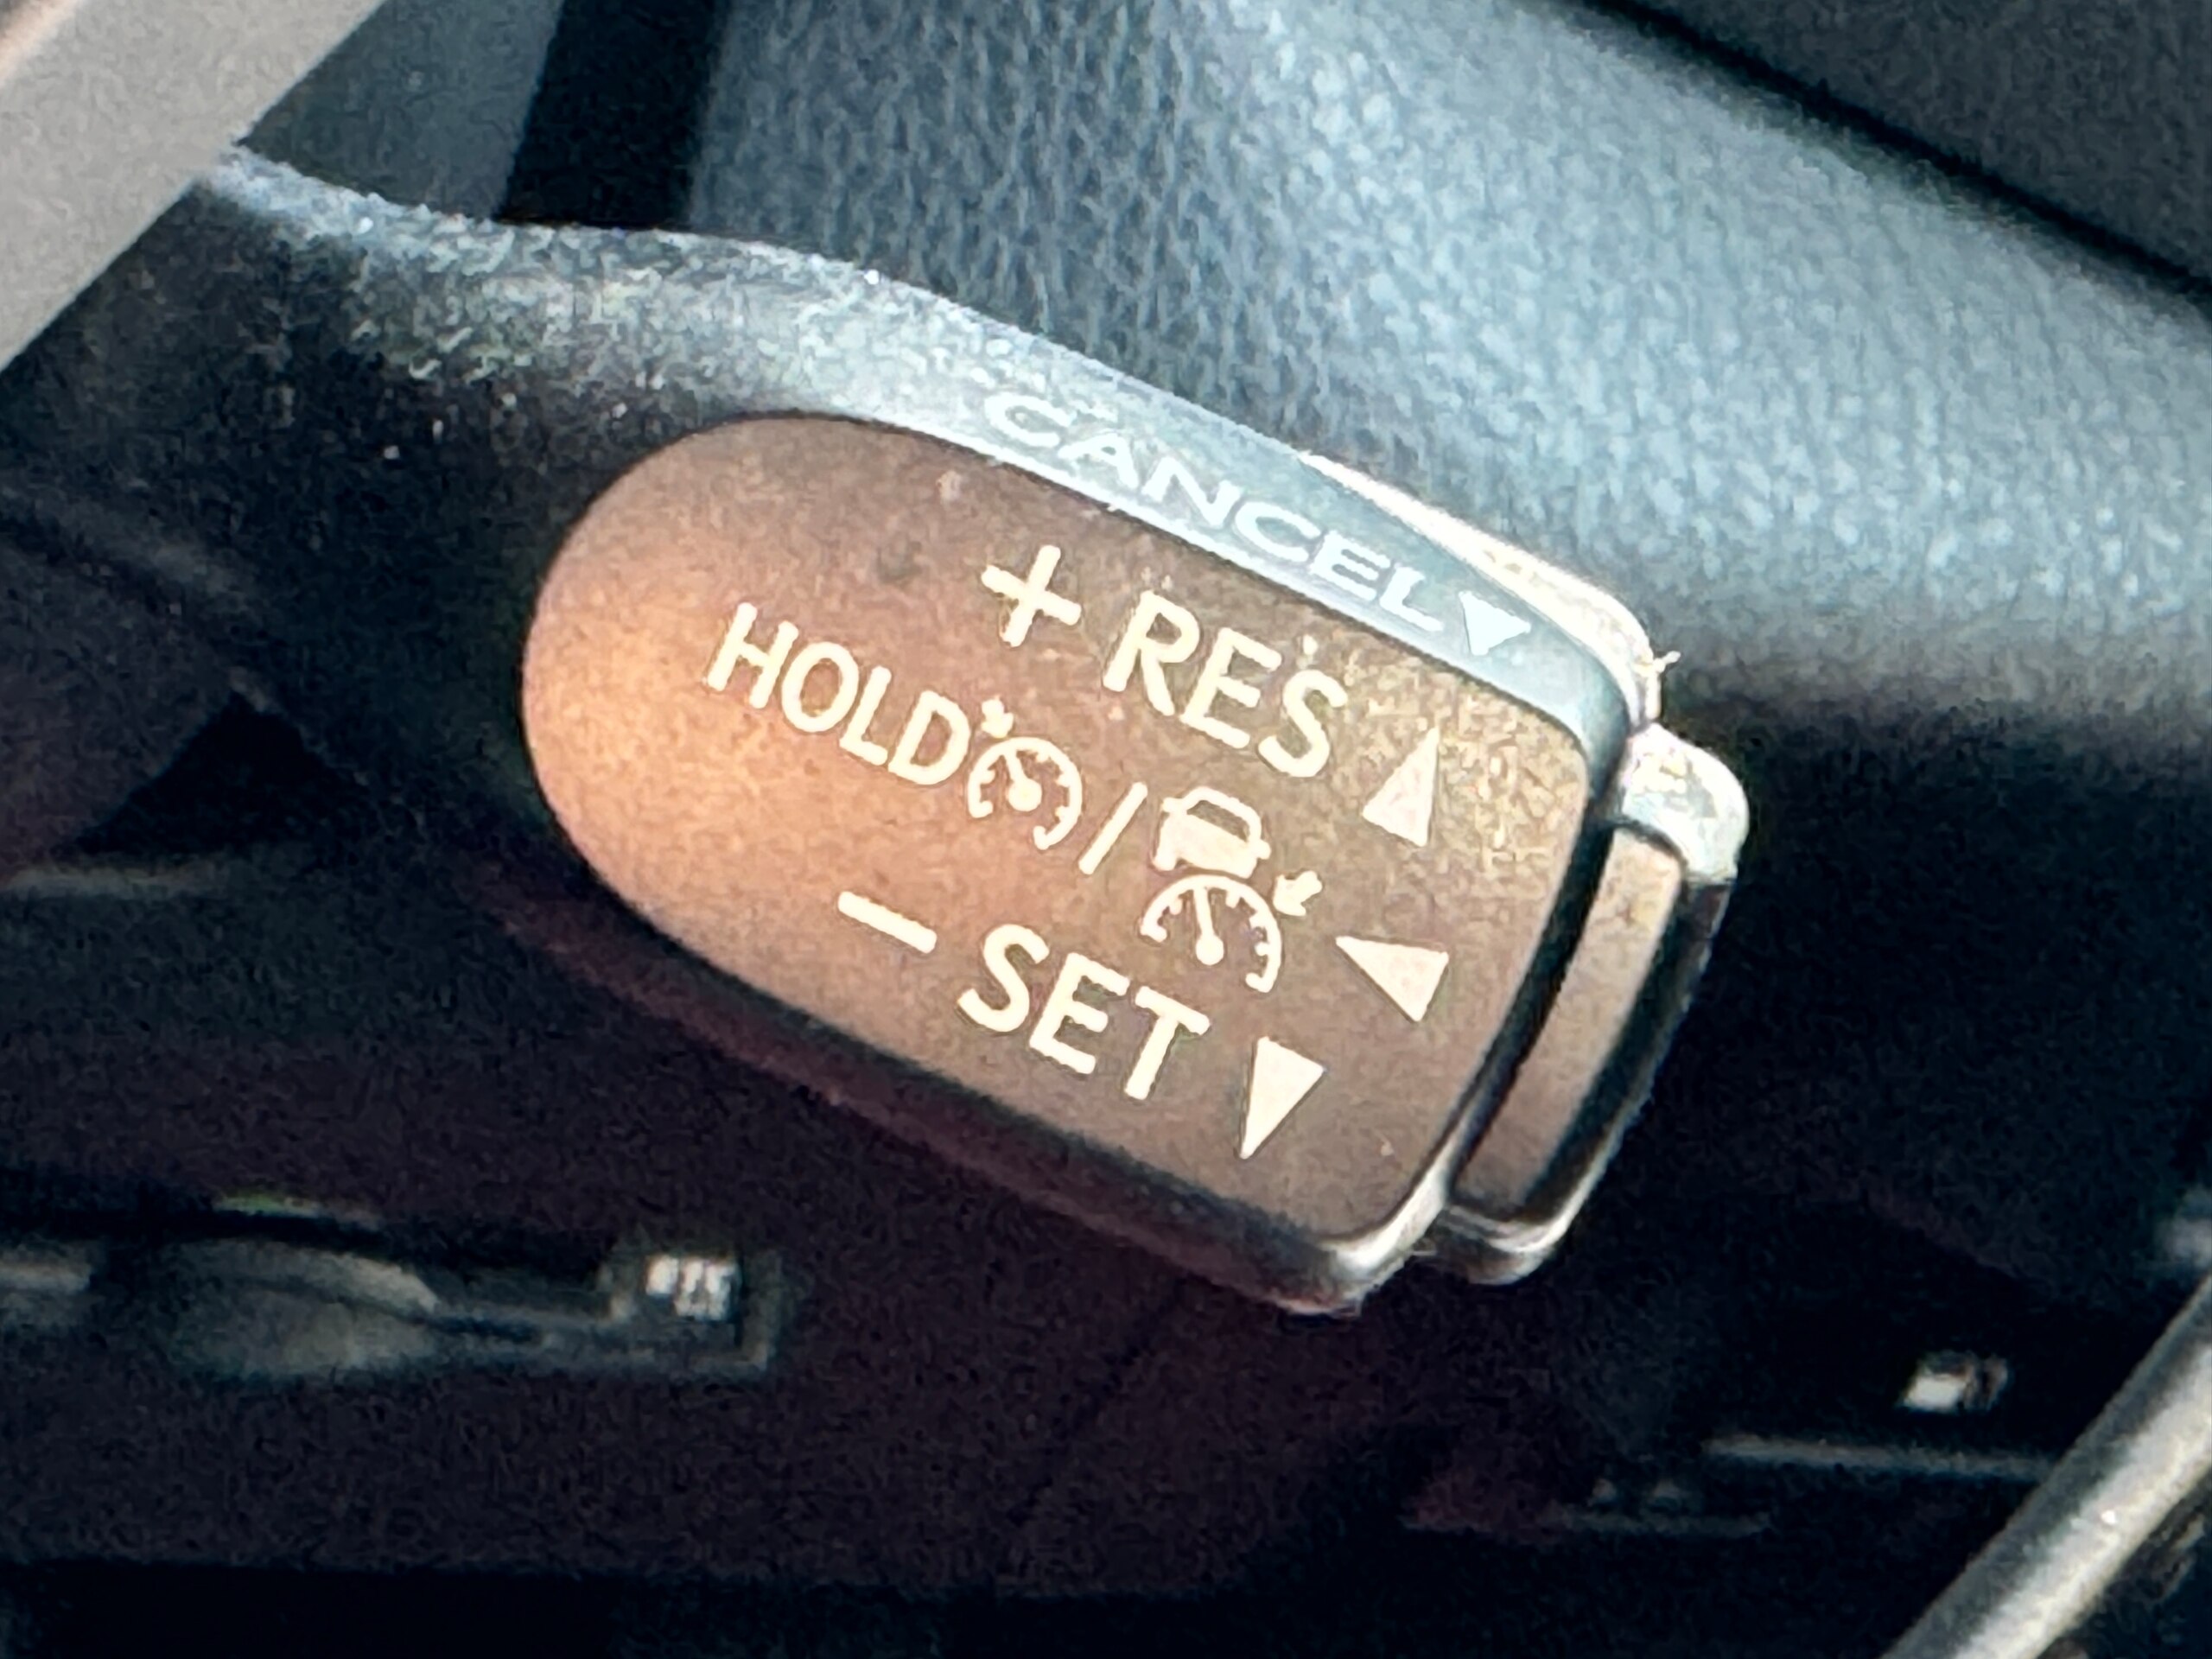 CANCEL
+ RES
HOLD /
− SET